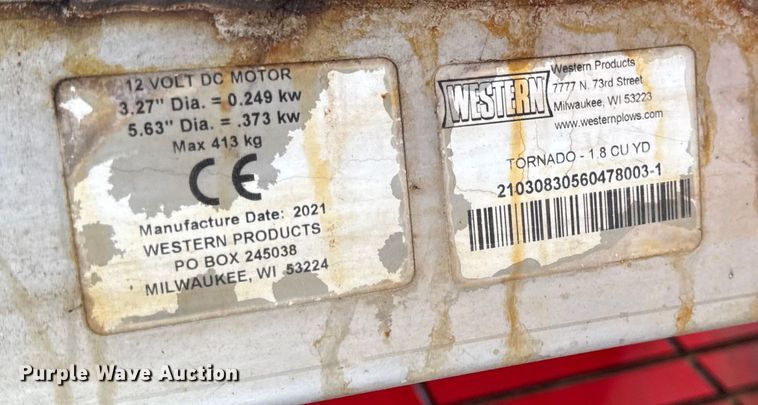 12 VOLT DC MOTOR
3.27" Dia. = 0.249 kw
5.63" Dia. = .373 kw
Max 413 kg
CE
Manufacture Date: 2021
WESTERN PRODUCTS
PO BOX 245038
MILWAUKEE, WI 53224
WESTERN
Western Products
7777 N. 73rd Street
Milwaukee, WI 53223
www.westernplows.com
TORNADO - 1.8 CU YD
21030830560478003-1
Purple Wave Auction